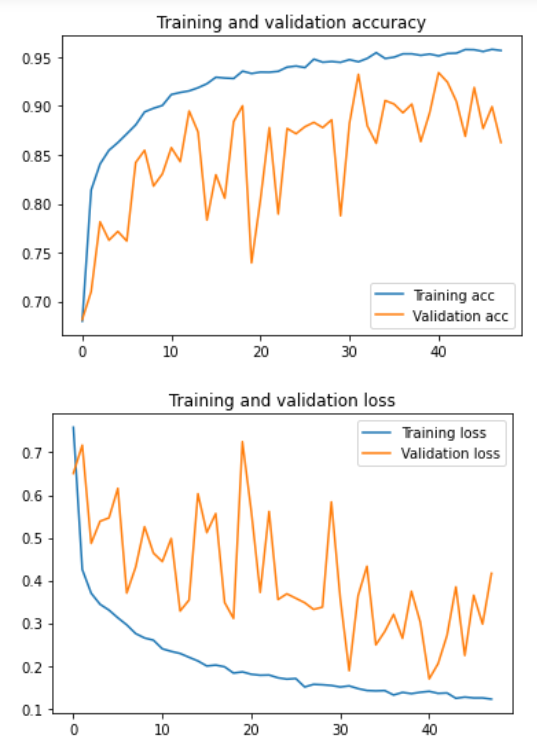 Training and validation accuracy
0.95
0.90
0.85
0.80
0.75
0.70
Training acc
Validation acc
0 10 20 30 40
Training and validation loss
0.7
0.6
0.5
0.4
0.3
0.2
0.1
Training loss
Validation loss
0 10 20 30 40